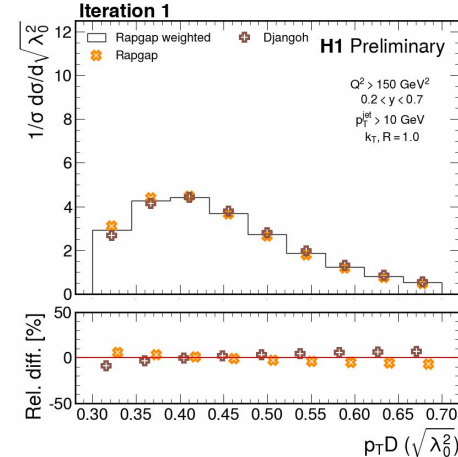 Iteration 1
Rapgap weighted
Djangoh
Rapgap
H1 Preliminary
Q² > 150 GeV²
0.2 < y < 0.7
p_T^jet > 10 GeV
k_T, R = 1.0
1/σ dσ/d√λ₀²
12
10
8
6
4
2
0
Rel. diff. [%]
50
0
-50
0.30 0.35 0.40 0.45 0.50 0.55 0.60 0.65 0.70
p_T D (√λ₀²)